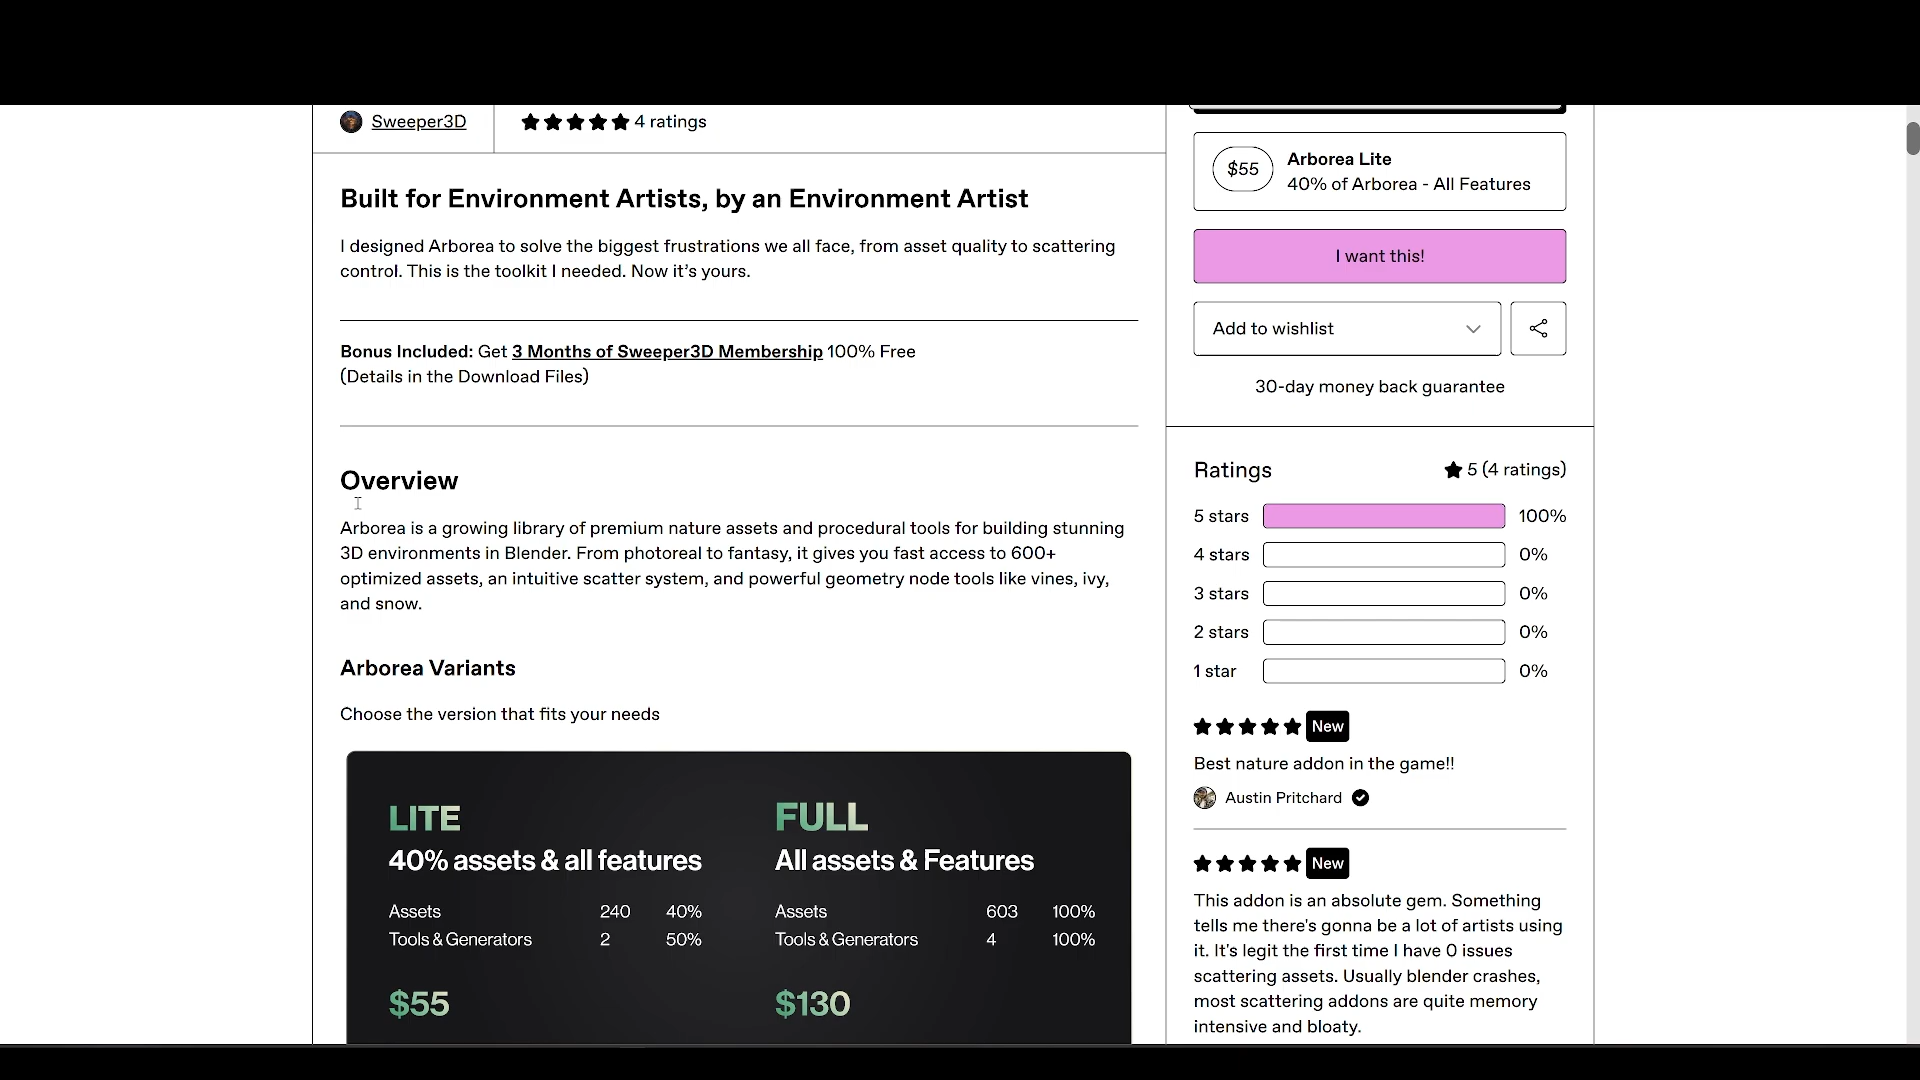 Sweeper3D
4 ratings
Built for Environment Artists, by an Environment Artist
I designed Arborea to solve the biggest frustrations we all face, from asset quality to scattering
control. This is the toolkit I needed. Now it’s yours.
Bonus Included: Get 3 Months of Sweeper3D Membership 100% Free
(Details in the Download Files)
Overview
Arborea is a growing library of premium nature assets and procedural tools for building stunning
3D environments in Blender. From photoreal to fantasy, it gives you fast access to 600+
optimized assets, an intuitive scatter system, and powerful geometry node tools like vines, ivy,
and snow.
Arborea Variants
Choose the version that fits your needs
LITE
40% assets & all features
Assets 240 40%
Tools & Generators 2 50%
$55
FULL
All assets & Features
Assets 603 100%
Tools & Generators 4 100%
$130
$55
Arborea Lite
40% of Arborea - All Features
I want this!
Add to wishlist
30-day money back guarantee
Ratings
5 (4 ratings)
5 stars 100%
4 stars 0%
3 stars 0%
2 stars 0%
1 star 0%
New
Best nature addon in the game!!
Austin Pritchard
New
This addon is an absolute gem. Something
tells me there's gonna be a lot of artists using
it. It's legit the first time I have 0 issues
scattering assets. Usually blender crashes,
most scattering addons are quite memory
intensive and bloaty.